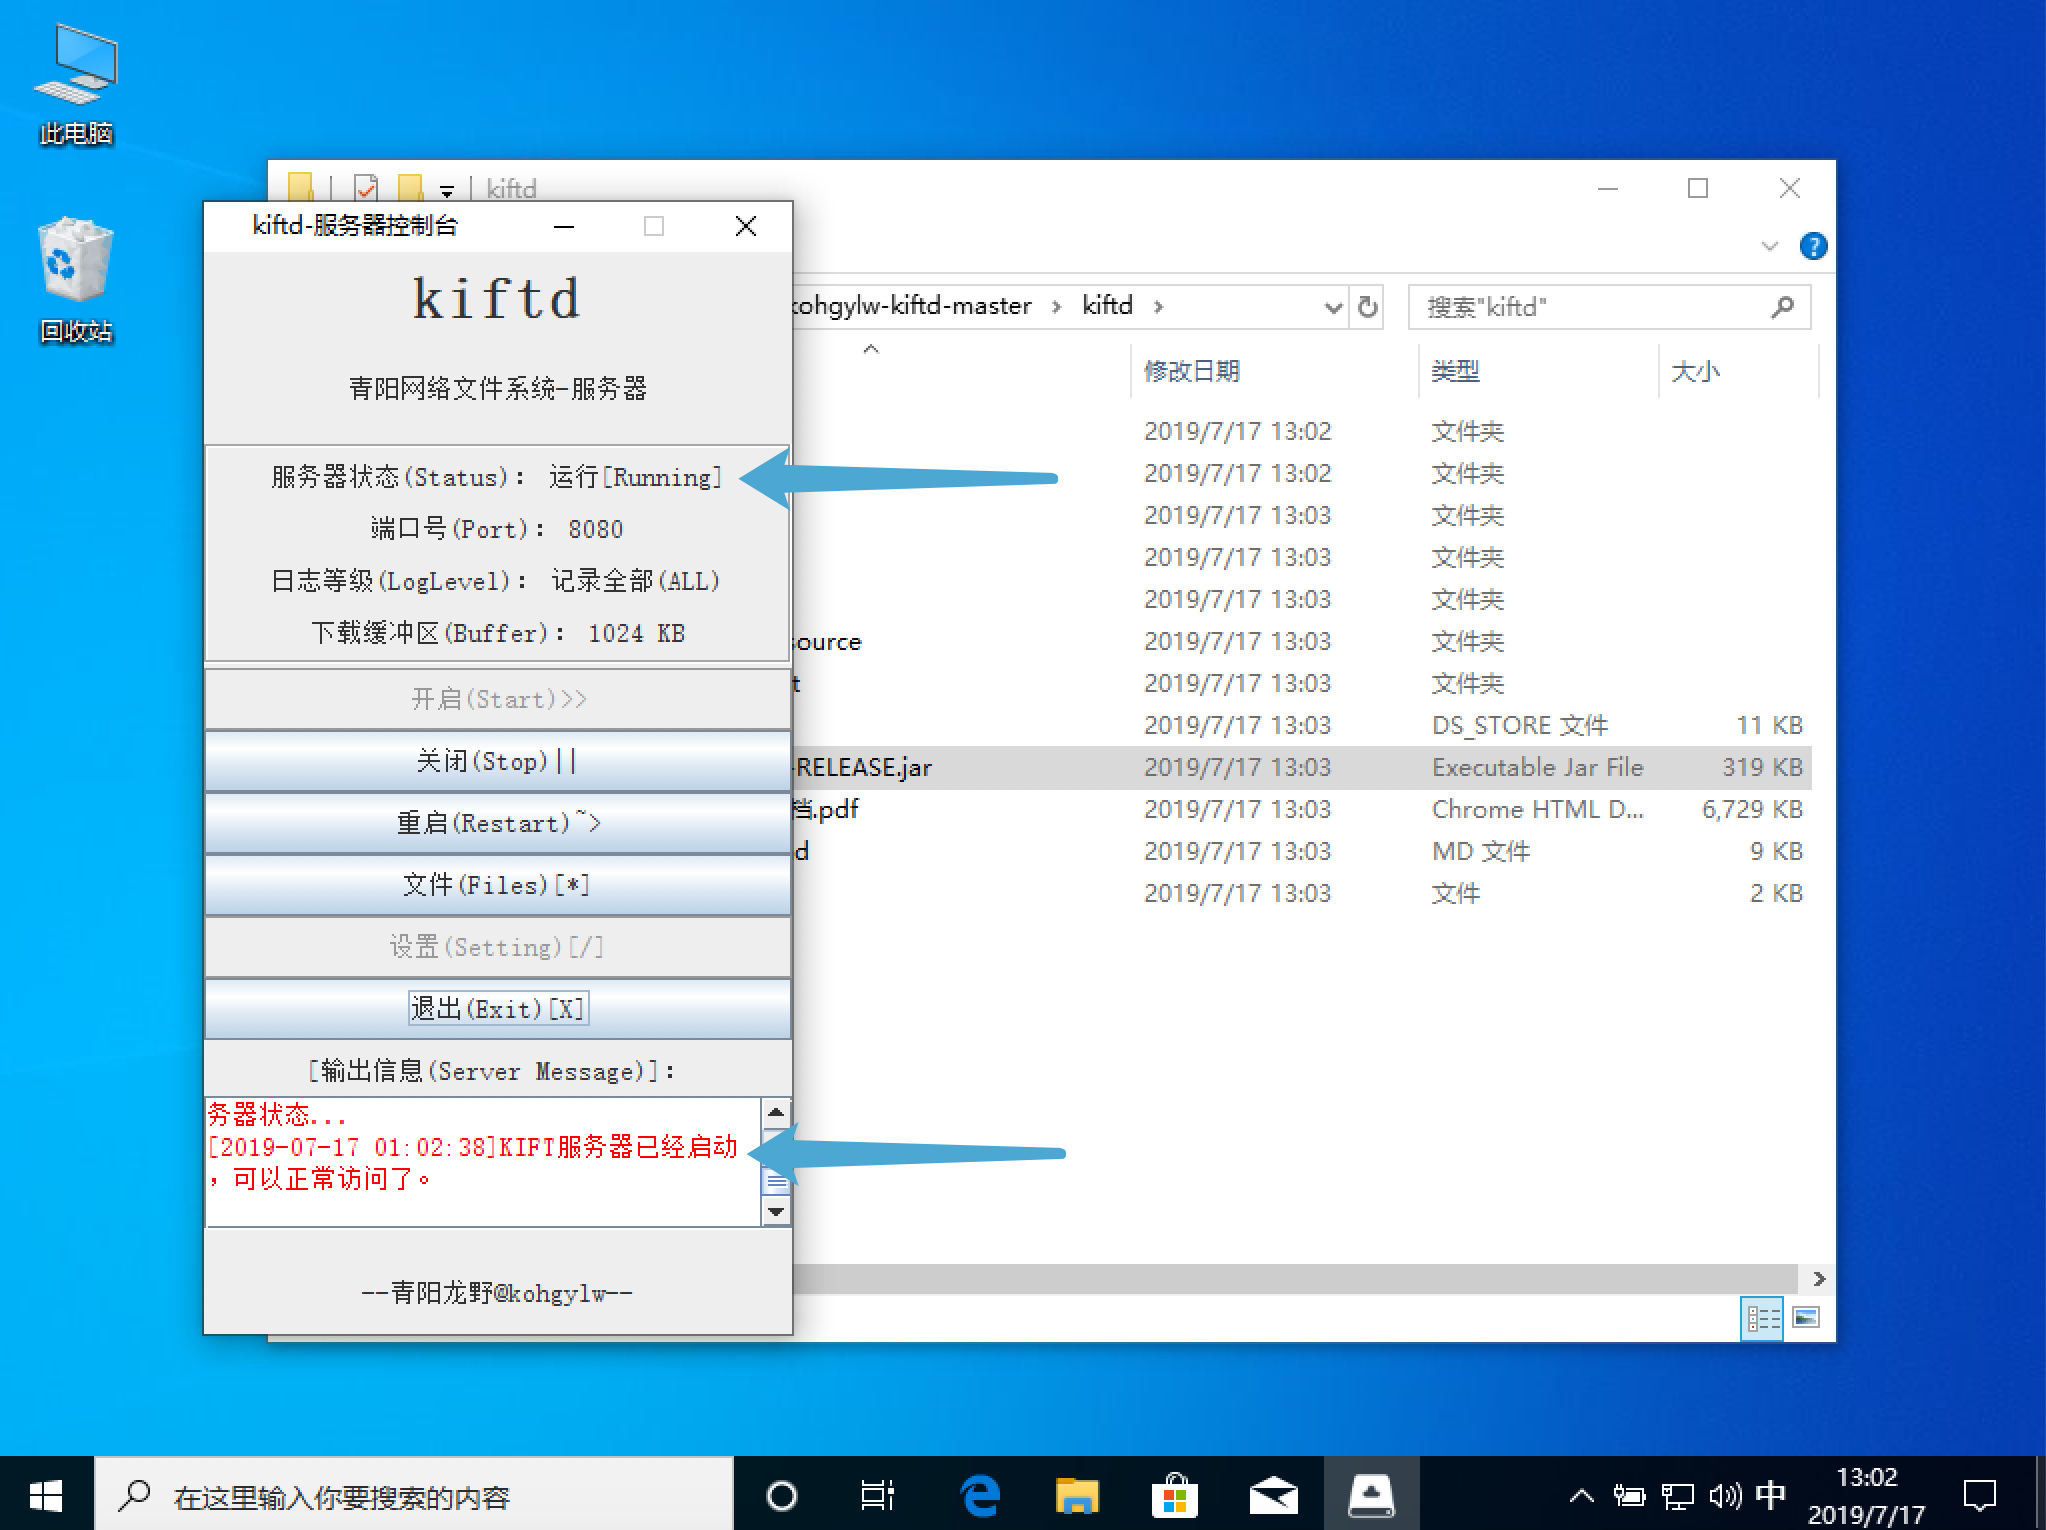 此电脑
回收站
kiftd
kiftd-服务器控制台
kiftd
青阳网络文件系统-服务器
服务器状态(Status): 运行[Running]
端口号(Port): 8080
日志等级(LogLevel): 记录全部(ALL)
下载缓冲区(Buffer): 1024 KB
开启(Start)>>
关闭(Stop)||
重启(Restart)~>
文件(Files)[*]
设置(Setting)[/]
退出(Exit)[X]
[输出信息(Server Message)]:
务器状态...
[2019-07-17 01:02:38]KIFT服务器已经启动
，可以正常访问了。
--青阳龙野@kohgylw--
kohgylw-kiftd-master › kiftd ›
搜索"kiftd"
修改日期 类型 大小
2019/7/17 13:02 文件夹
2019/7/17 13:02 文件夹
2019/7/17 13:03 文件夹
2019/7/17 13:03 文件夹
2019/7/17 13:03 文件夹
source 2019/7/17 13:03 文件夹
t 2019/7/17 13:03 文件夹
2019/7/17 13:03 DS_STORE 文件 11 KB
-RELEASE.jar 2019/7/17 13:03 Executable Jar File 319 KB
档.pdf 2019/7/17 13:03 Chrome HTML D... 6,729 KB
d 2019/7/17 13:03 MD 文件 9 KB
2019/7/17 13:03 文件 2 KB
在这里输入你要搜索的内容
中
13:02
2019/7/17